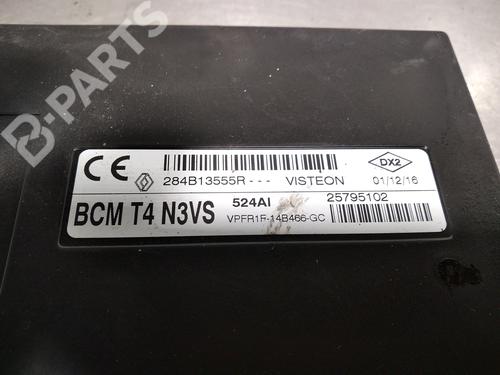 B-PARTS
CE 284B13555R--- VISTEON DX2 01/12/16
BCM T4 N3VS 524AI 25795102
VPFR1F-14B466-GC